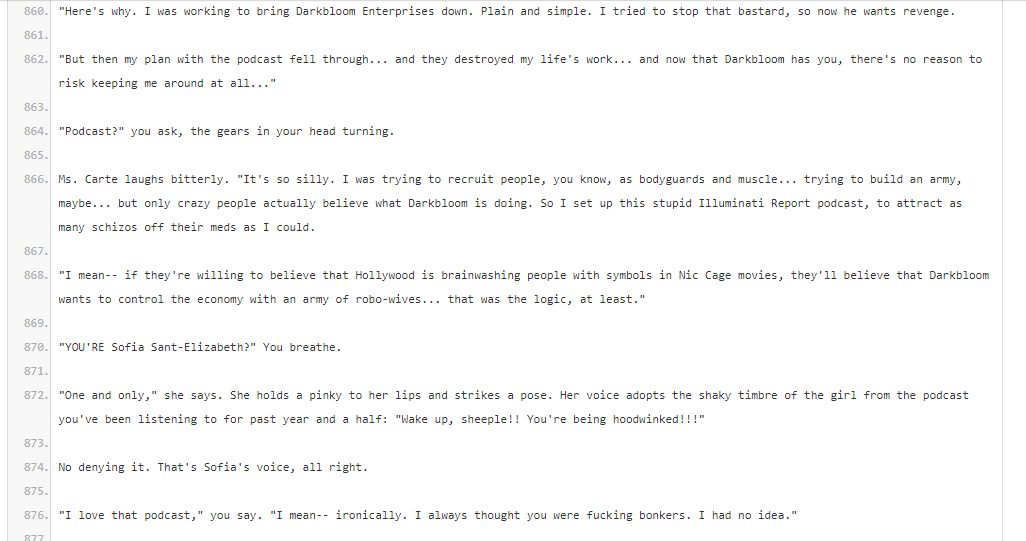 860. "Here's why. I was working to bring Darkbloom Enterprises down. Plain and simple. I tried to stop that bastard, so now he wants revenge.
861.
862. "But then my plan with the podcast fell through... and they destroyed my life's work... and now that Darkbloom has you, there's no reason to
risk keeping me around at all..."
863.
864. "Podcast?" you ask, the gears in your head turning.
865.
866. Ms. Carte laughs bitterly. "It's so silly. I was trying to recruit people, you know, as bodyguards and muscle... trying to build an army,
maybe... but only crazy people actually believe what Darkbloom is doing. So I set up this stupid Illuminati Report podcast, to attract as
many schizos off their meds as I could.
867.
868. "I mean-- if they're willing to believe that Hollywood is brainwashing people with symbols in Nic Cage movies, they'll believe that Darkbloom
wants to control the economy with an army of robo-wives... that was the logic, at least."
869.
870. "YOU'RE Sofia Sant-Elizabeth?" You breathe.
871.
872. "One and only," she says. She holds a pinky to her lips and strikes a pose. Her voice adopts the shaky timbre of the girl from the podcast
you've been listening to for past year and a half: "Wake up, sheeple!! You're being hoodwinked!!!"
873.
874. No denying it. That's Sofia's voice, all right.
875.
876. "I love that podcast," you say. "I mean-- ironically. I always thought you were fucking bonkers. I had no idea."
877